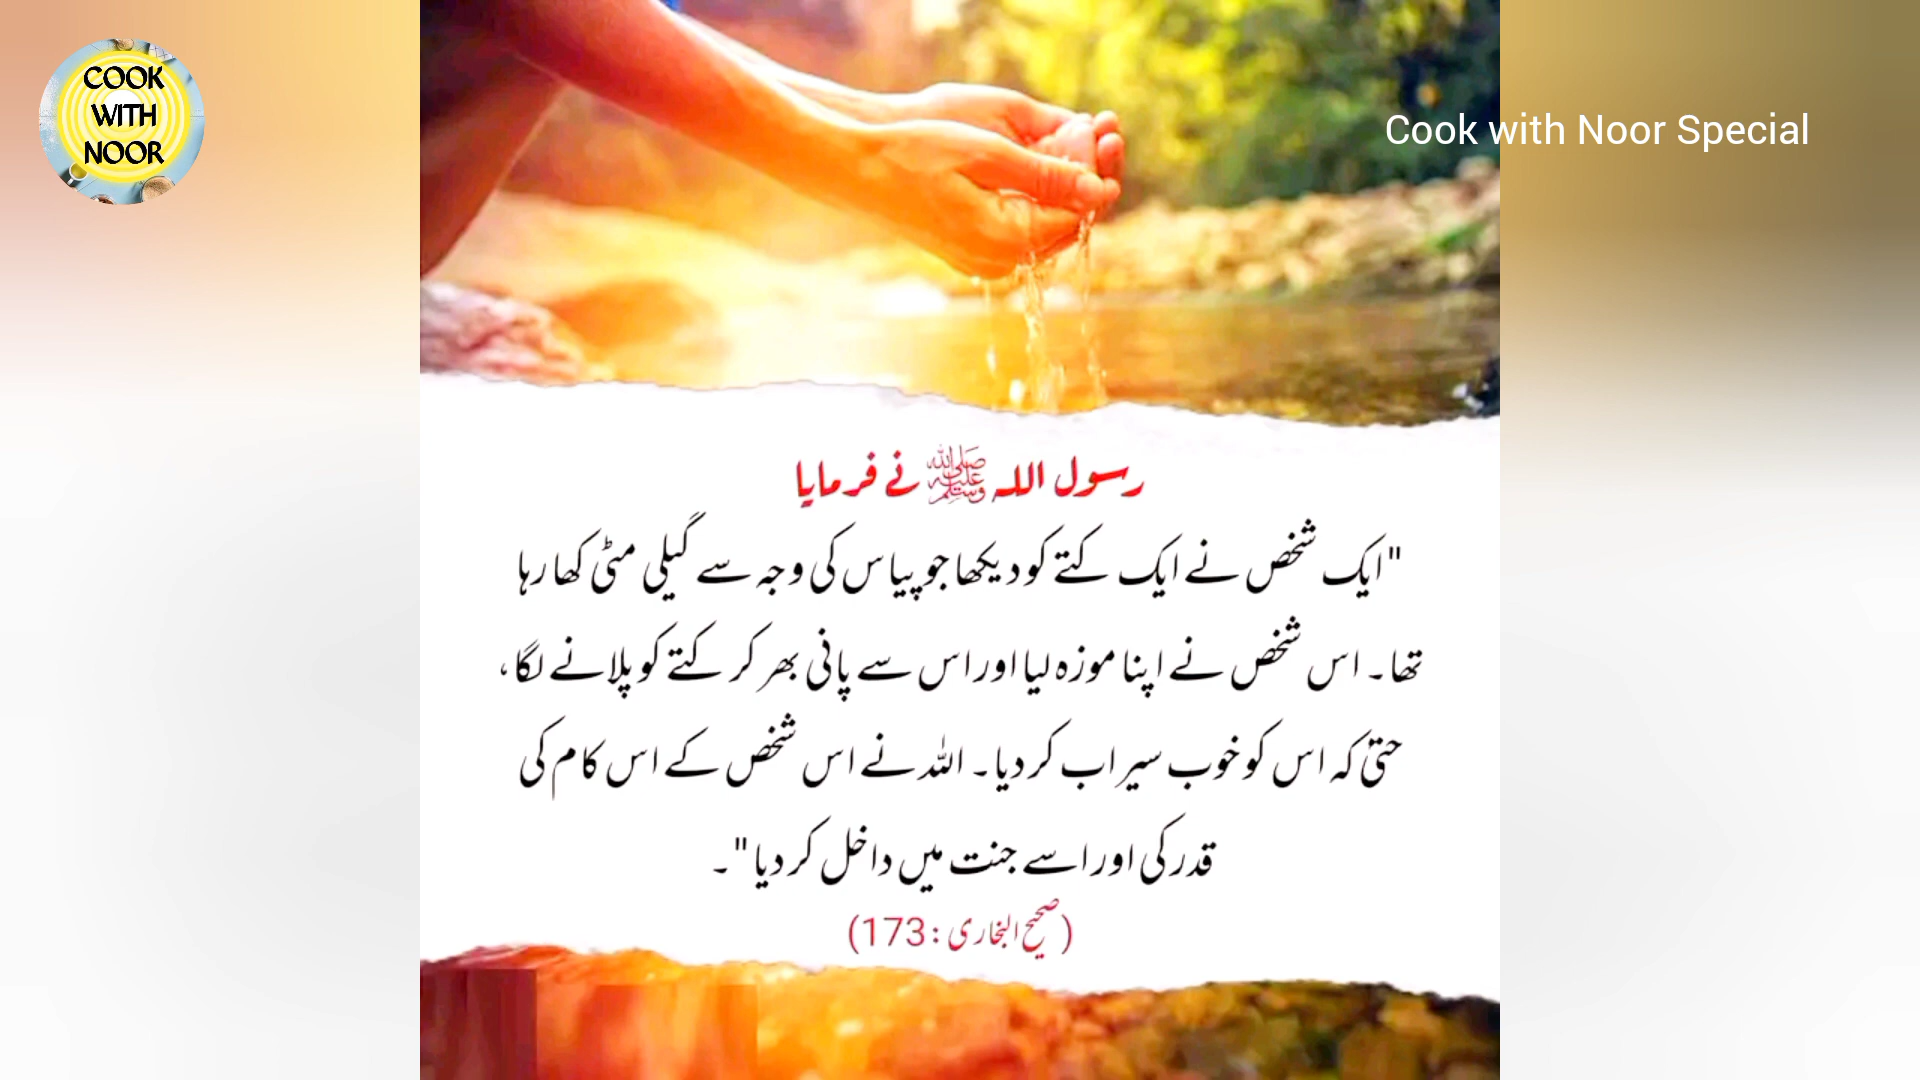 COOK
WITH
NOOR
Cook with Noor Special
رسول اللہ ﷺ نے فرمایا
"ایک شخص نے ایک کتے کو دیکھا جو پیاس کی وجہ سے گیلی مٹی کھا رہا
تھا۔ اس شخص نے اپنا موزہ لیا اور اس سے پانی بھر کر کتے کو پلانے لگا،
حتیٰ کہ اس کو خوب سیراب کر دیا۔ اللہ نے اس شخص کے اس کام کی
قدر کی اور اسے جنت میں داخل کر دیا"۔
(صحیح البخاری: 173)